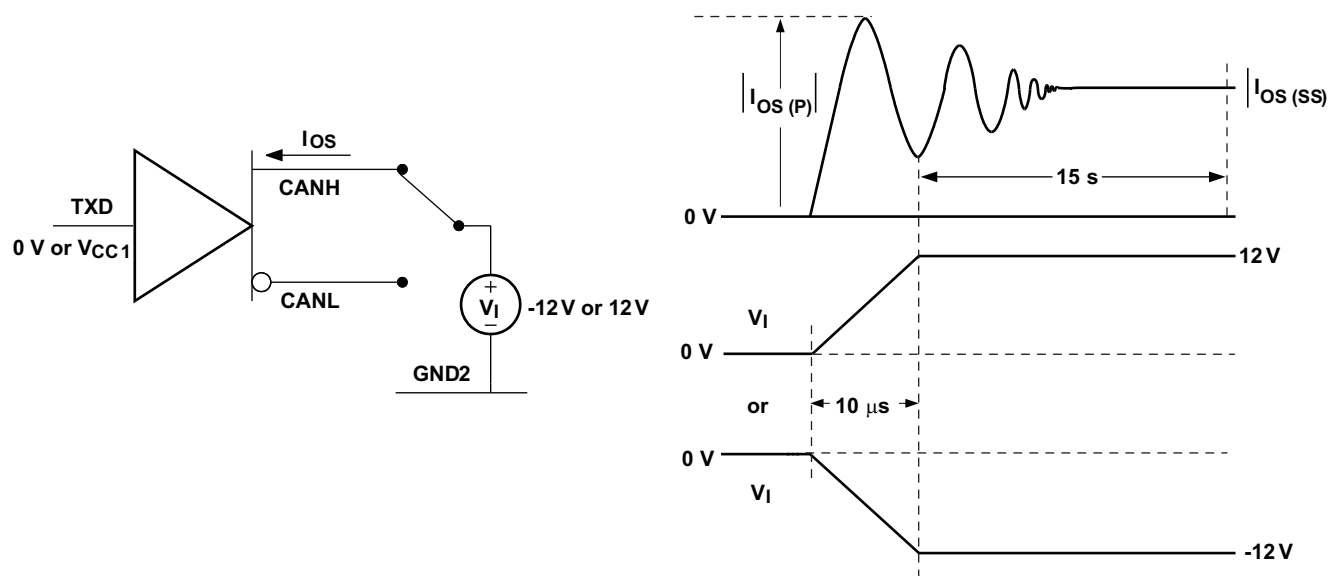 I OS
CANH
TXD
0 V or VCC1
CANL
+
VI
–
-12 V or 12 V
GND2
|IOS (P)|
|IOS (SS)|
15 s
0 V
12 V
VI
0 V
or
10 μs
0 V
VI
-12 V